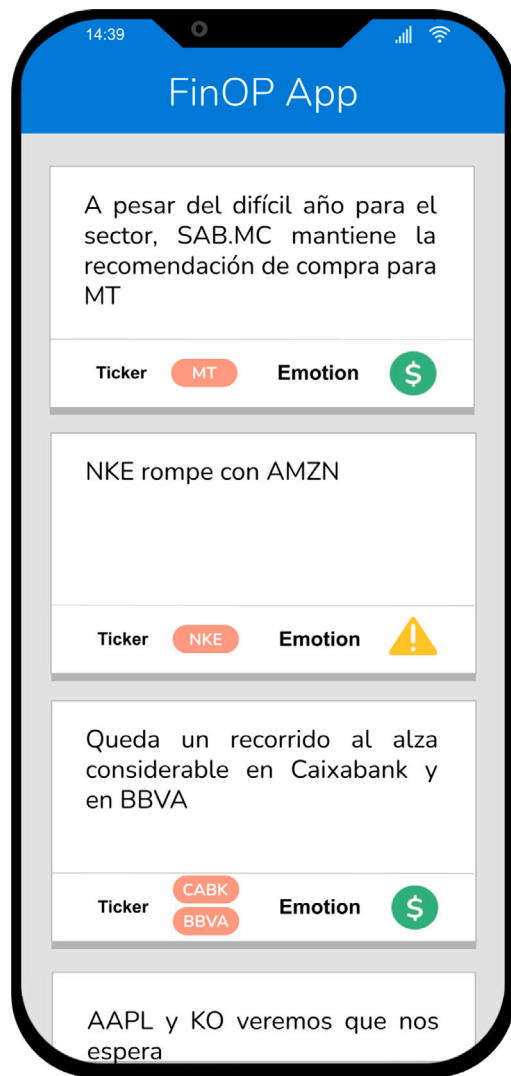 14:39
FinOP App
A pesar del difícil año para el
sector, SAB.MC mantiene la
recomendación de compra para
MT
Ticker MT Emotion $
NKE rompe con AMZN
Ticker NKE Emotion
Queda un recorrido al alza
considerable en Caixabank y
en BBVA
CABK
Ticker Emotion $
BBVA
AAPL y KO veremos que nos
espera